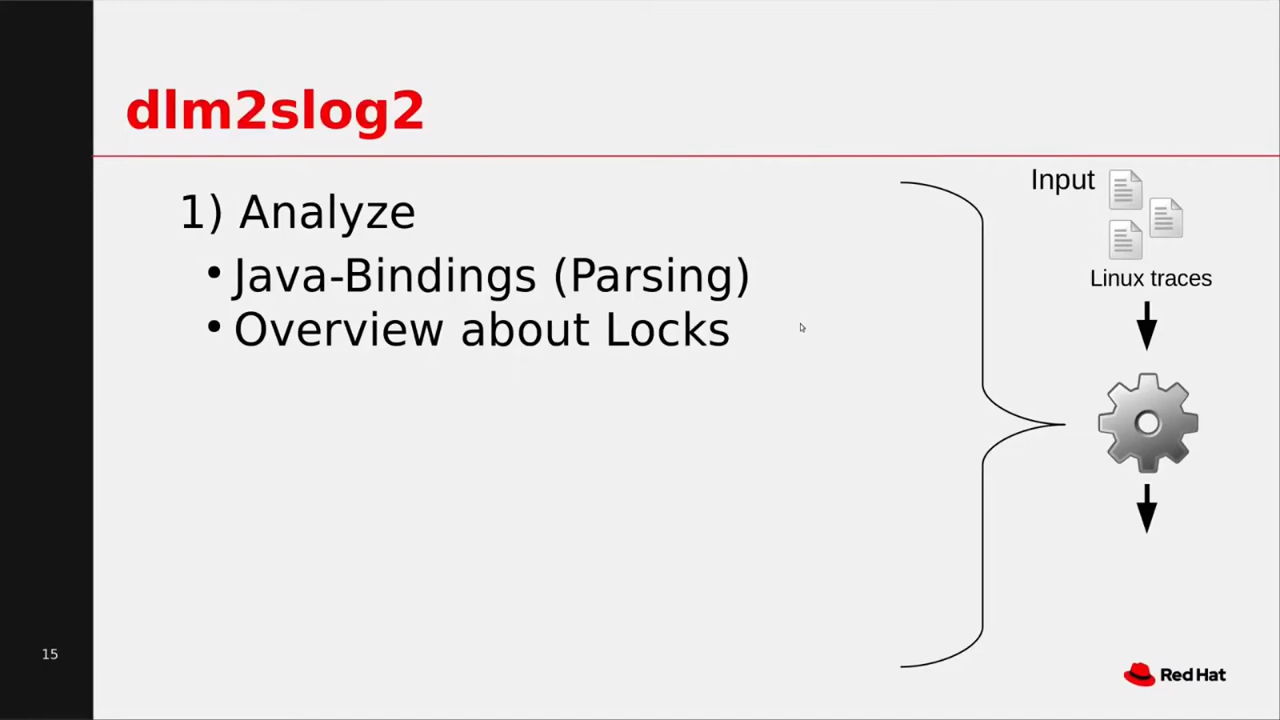 dlm2slog2
1) Analyze
• Java-Bindings (Parsing)
• Overview about Locks
Input
Linux traces
15
Red Hat